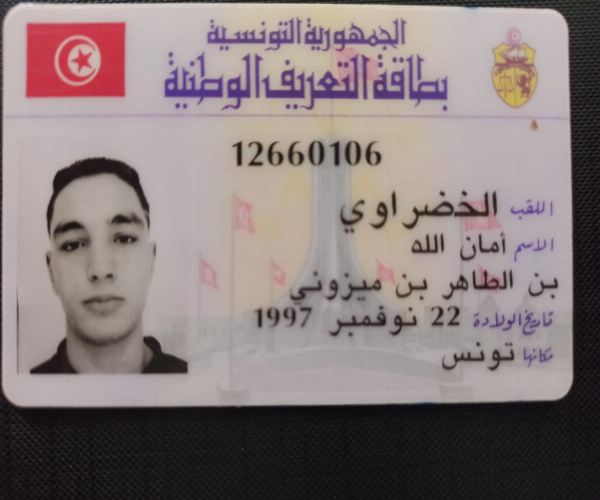 الجمهورية التونسية
بطاقة التعريف الوطنية
12660106
اللقب الخضراوي
الاسم أمان الله
بن الطاهر بن ميزوني
تاريخ الولادة 22 نوفمبر 1997
مكانها تونس